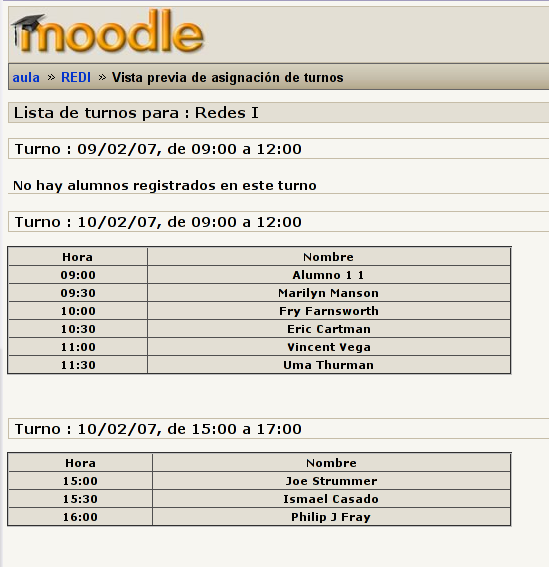 moodle
aula » REDI » Vista previa de asignación de turnos
Lista de turnos para : Redes I
Turno : 09/02/07, de 09:00 a 12:00
No hay alumnos registrados en este turno
Turno : 10/02/07, de 09:00 a 12:00
Hora Nombre
09:00 Alumno 1 1
09:30 Marilyn Manson
10:00 Fry Farnsworth
10:30 Eric Cartman
11:00 Vincent Vega
11:30 Uma Thurman
Turno : 10/02/07, de 15:00 a 17:00
Hora Nombre
15:00 Joe Strummer
15:30 Ismael Casado
16:00 Philip J Fray